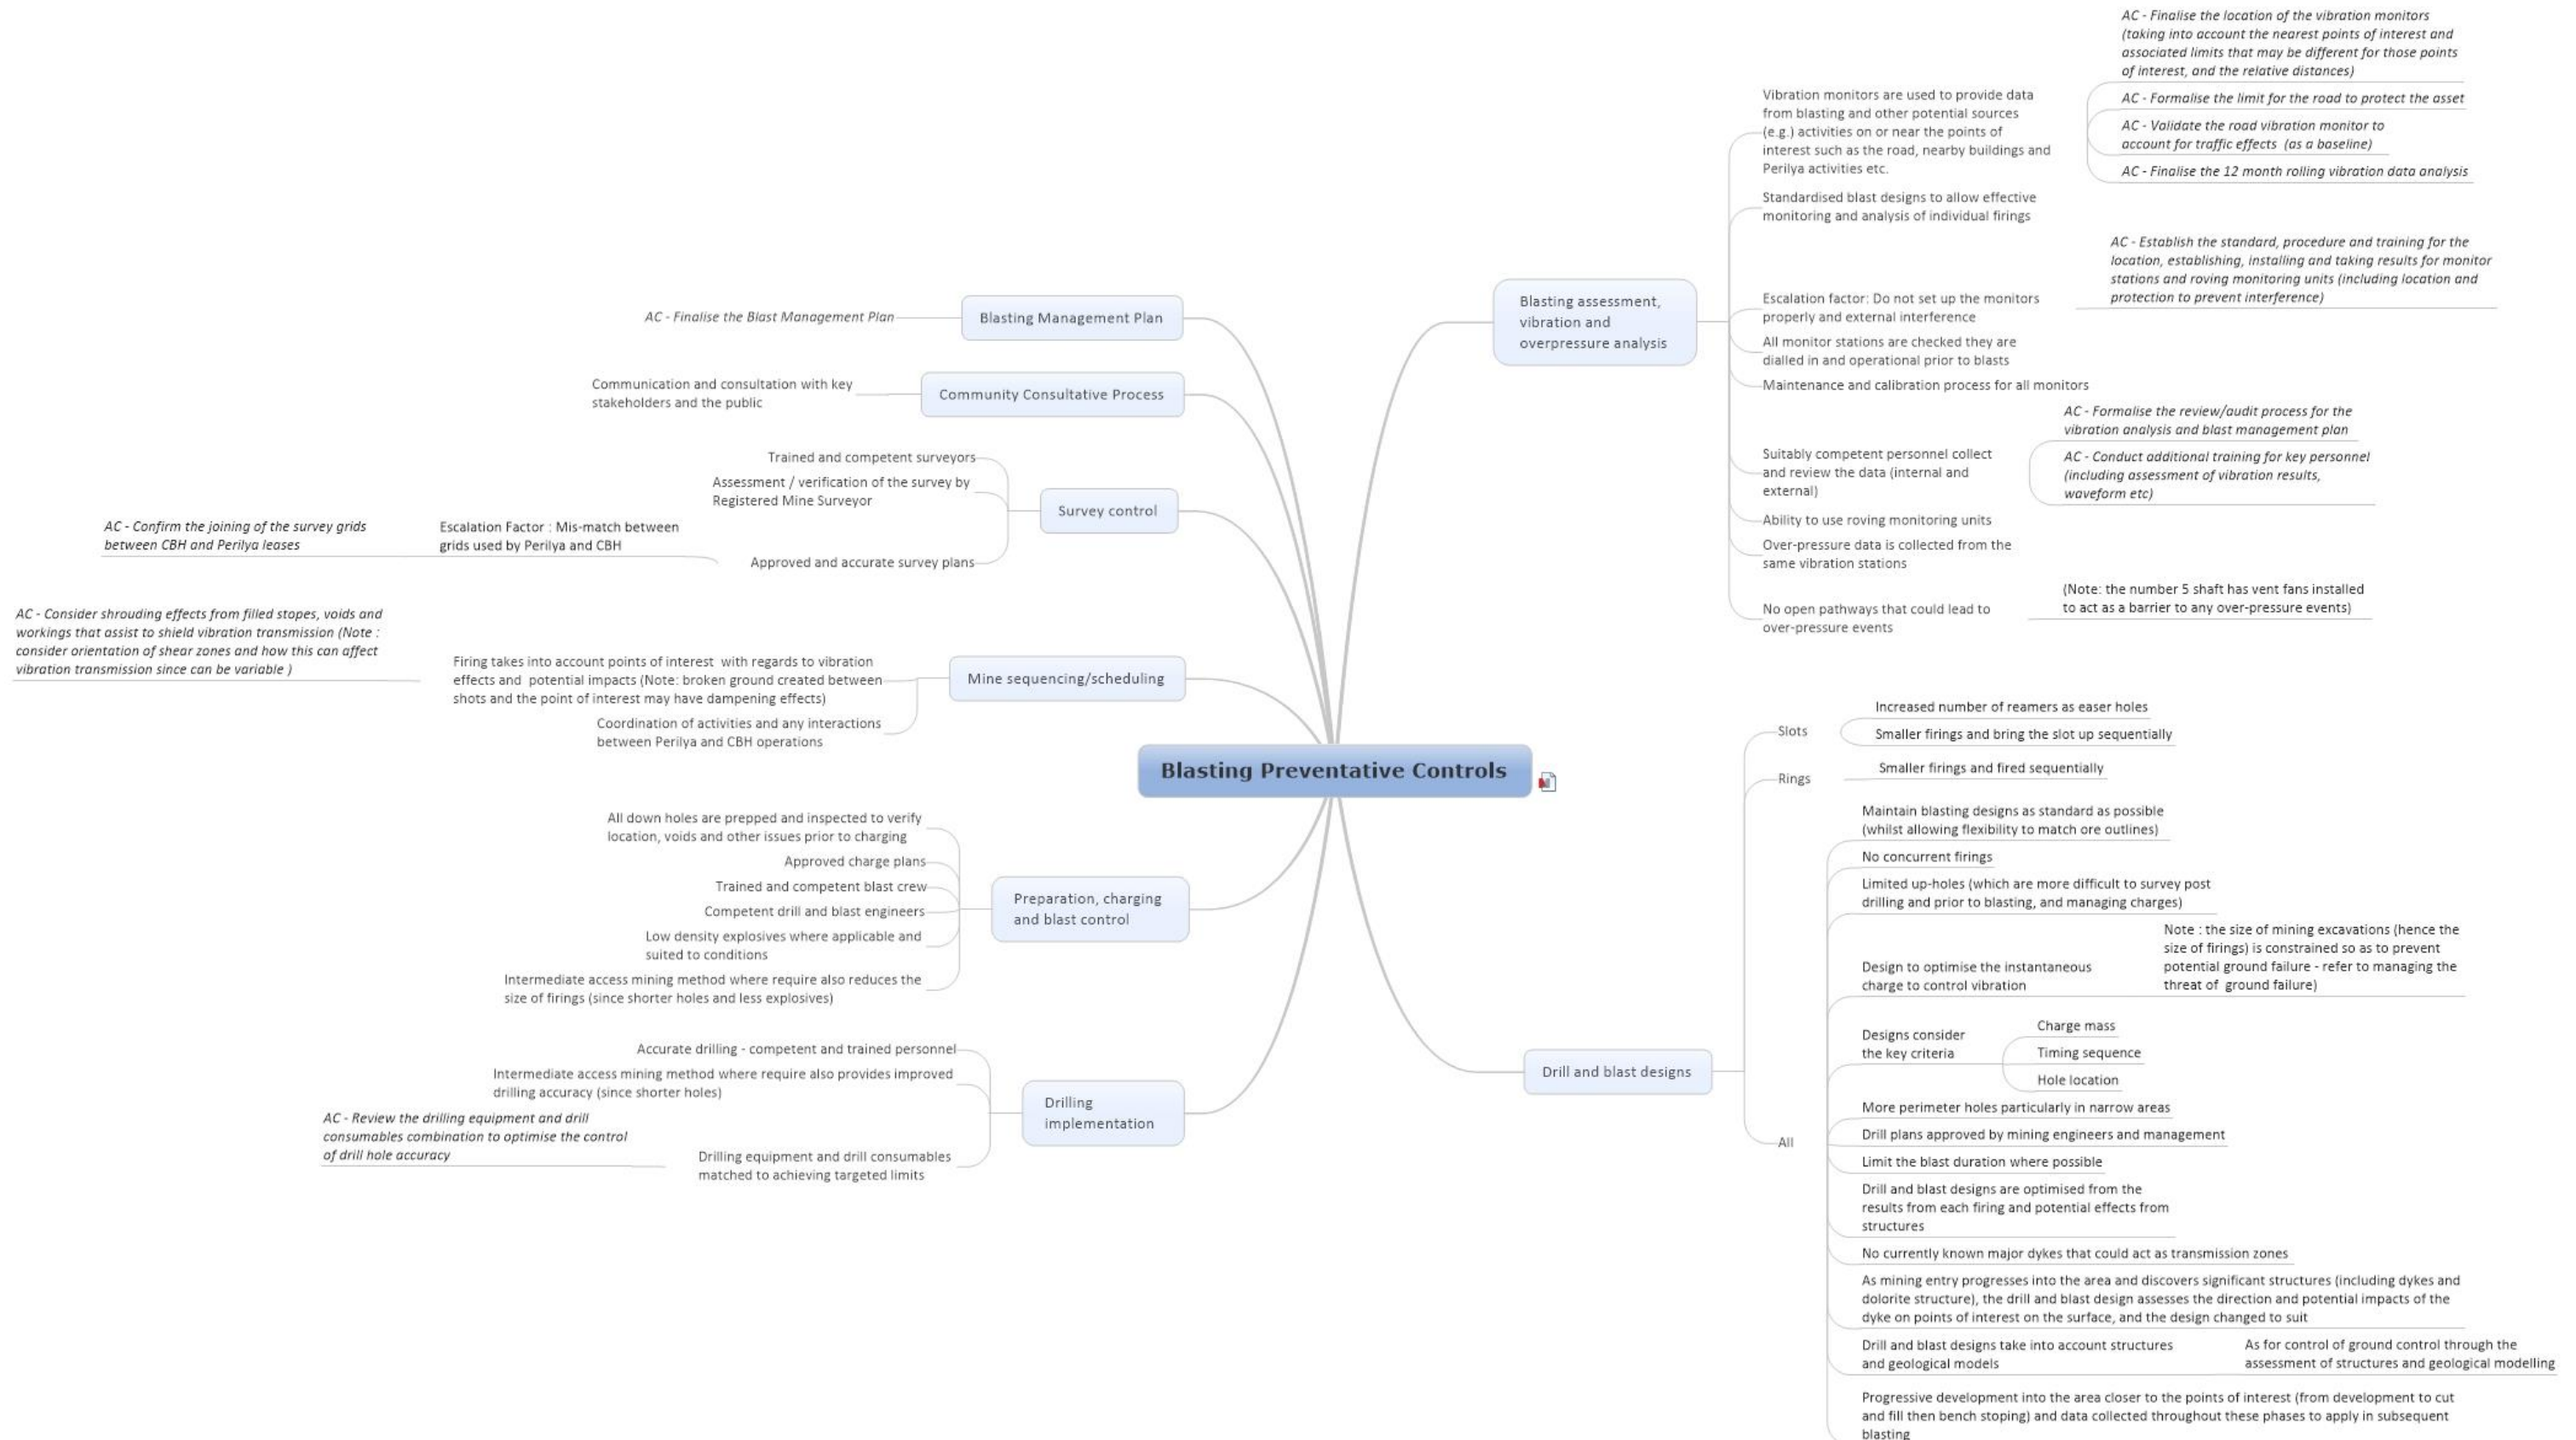 Blasting Preventative Controls
Blasting Management Plan
AC - Finalise the Blast Management Plan
Community Consultative Process
Communication and consultation with key
stakeholders and the public
Survey control
Trained and competent surveyors
Assessment / verification of the survey by
Registered Mine Surveyor
Approved and accurate survey plans
Escalation Factor : Mis-match between
grids used by Perilya and CBH
AC - Confirm the joining of the survey grids
between CBH and Perilya leases
Mine sequencing/scheduling
Firing takes into account points of interest with regards to vibration
effects and potential impacts (Note: broken ground created between
shots and the point of interest may have dampening effects)
AC - Consider shrouding effects from filled stopes, voids and
workings that assist to shield vibration transmission (Note :
consider orientation of shear zones and how this can affect
vibration transmission since can be variable )
Coordination of activities and any interactions
between Perilya and CBH operations
Preparation, charging
and blast control
All down holes are prepped and inspected to verify
location, voids and other issues prior to charging
Approved charge plans
Trained and competent blast crew
Competent drill and blast engineers
Low density explosives where applicable and
suited to conditions
Intermediate access mining method where require also reduces the
size of firings (since shorter holes and less explosives)
Drilling
implementation
Accurate drilling - competent and trained personnel
Intermediate access mining method where require also provides improved
drilling accuracy (since shorter holes)
Drilling equipment and drill consumables
matched to achieving targeted limits
AC - Review the drilling equipment and drill
consumables combination to optimise the control
of drill hole accuracy
Blasting assessment,
vibration and
overpressure analysis
Vibration monitors are used to provide data
from blasting and other potential sources
(e.g.) activities on or near the points of
interest such as the road, nearby buildings and
Perilya activities etc.
AC - Finalise the location of the vibration monitors
(taking into account the nearest points of interest and
associated limits that may be different for those points
of interest, and the relative distances)
AC - Formalise the limit for the road to protect the asset
AC - Validate the road vibration monitor to
account for traffic effects (as a baseline)
AC - Finalise the 12 month rolling vibration data analysis
Standardised blast designs to allow effective
monitoring and analysis of individual firings
Escalation factor: Do not set up the monitors
properly and external interference
AC - Establish the standard, procedure and training for the
location, establishing, installing and taking results for monitor
stations and roving monitoring units (including location and
protection to prevent interference)
All monitor stations are checked they are
dialled in and operational prior to blasts
Maintenance and calibration process for all monitors
Suitably competent personnel collect
and review the data (internal and
external)
AC - Formalise the review/audit process for the
vibration analysis and blast management plan
AC - Conduct additional training for key personnel
(including assessment of vibration results,
waveform etc)
Ability to use roving monitoring units
Over-pressure data is collected from the
same vibration stations
No open pathways that could lead to
over-pressure events
(Note: the number 5 shaft has vent fans installed
to act as a barrier to any over-pressure events)
Drill and blast designs
Slots
Increased number of reamers as easer holes
Smaller firings and bring the slot up sequentially
Rings
Smaller firings and fired sequentially
All
Maintain blasting designs as standard as possible
(whilst allowing flexibility to match ore outlines)
No concurrent firings
Limited up-holes (which are more difficult to survey post
drilling and prior to blasting, and managing charges)
Design to optimise the instantaneous
charge to control vibration
Note : the size of mining excavations (hence the
size of firings) is constrained so as to prevent
potential ground failure - refer to managing the
threat of ground failure)
Designs consider
the key criteria
Charge mass
Timing sequence
Hole location
More perimeter holes particularly in narrow areas
Drill plans approved by mining engineers and management
Limit the blast duration where possible
Drill and blast designs are optimised from the
results from each firing and potential effects from
structures
No currently known major dykes that could act as transmission zones
As mining entry progresses into the area and discovers significant structures (including dykes and
dolorite structure), the drill and blast design assesses the direction and potential impacts of the
dyke on points of interest on the surface, and the design changed to suit
Drill and blast designs take into account structures
and geological models
As for control of ground control through the
assessment of structures and geological modelling
Progressive development into the area closer to the points of interest (from development to cut
and fill then bench stoping) and data collected throughout these phases to apply in subsequent
blasting